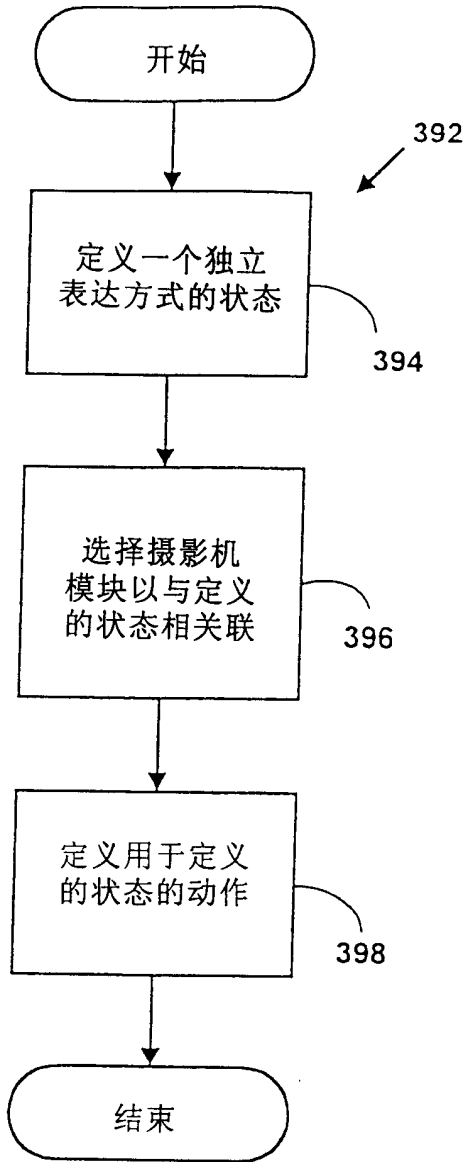 开始
392
定义一个独立
表达方式的状态
394
选择摄影机
模块以与定义
的状态相关联
396
定义用于定义
的状态的动作
398
结束